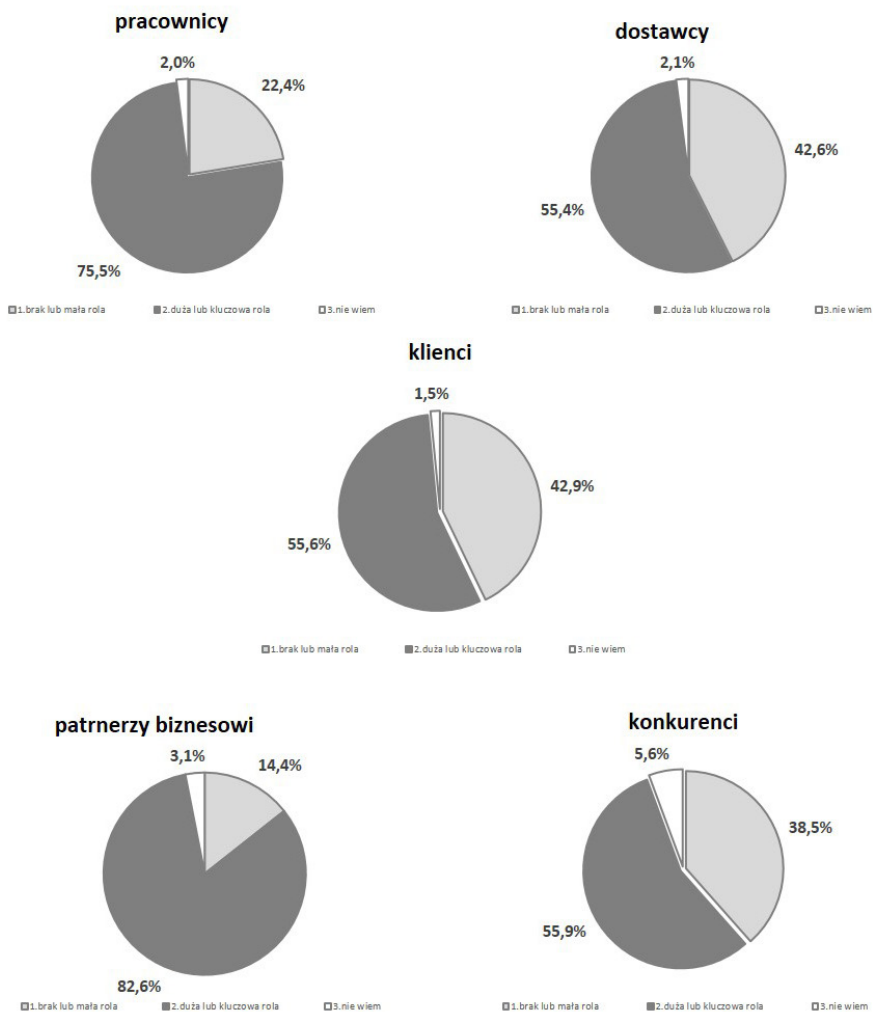 pracownicy
2,0%
22,4%
75,5%
1.brak lub mała rola 2.duża lub kluczowa rola 3.nie wiem
dostawcy
2,1%
42,6%
55,4%
1.brak lub mała rola 2.duża lub kluczowa rola 3.nie wiem
klienci
1,5%
42,9%
55,6%
1.brak lub mała rola 2.duża lub kluczowa rola 3.nie wiem
patrnerzy biznesowi
3,1%
14,4%
82,6%
1.brak lub mała rola 2.duża lub kluczowa rola 3.nie wiem
konkurenci
5,6%
38,5%
55,9%
1.brak lub mała rola 2.duża lub kluczowa rola 3.nie wiem